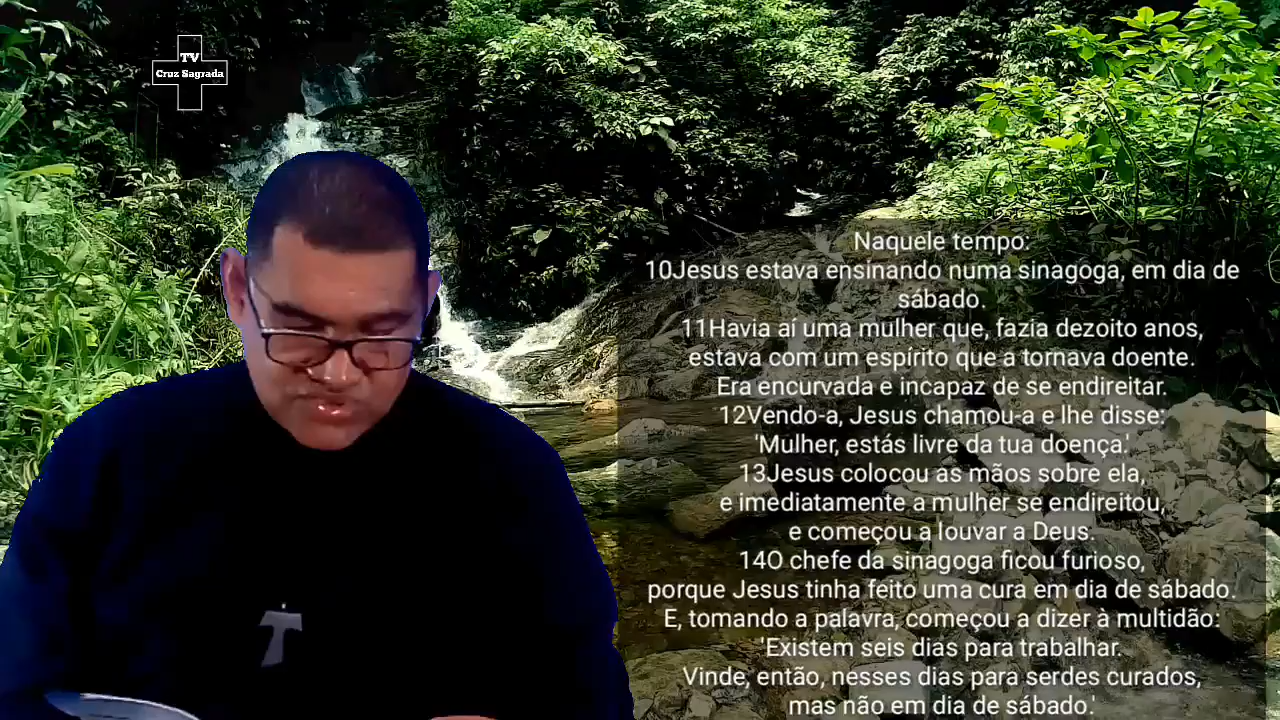 TV
Cruz Sagrada
Naquele tempo:
10Jesus estava ensinando numa sinagoga, em dia de
sábado.
11Havia aí uma mulher que, fazia dezoito anos,
estava com um espírito que a tornava doente.
Era encurvada e incapaz de se endireitar.
12Vendo-a, Jesus chamou-a e lhe disse:
'Mulher, estás livre da tua doença.'
13Jesus colocou as mãos sobre ela,
e imediatamente a mulher se endireitou,
e começou a louvar a Deus.
14O chefe da sinagoga ficou furioso,
porque Jesus tinha feito uma cura em dia de sábado.
E, tomando a palavra, começou a dizer à multidão:
'Existem seis dias para trabalhar.
Vinde, então, nesses dias para serdes curados,
mas não em dia de sábado.'